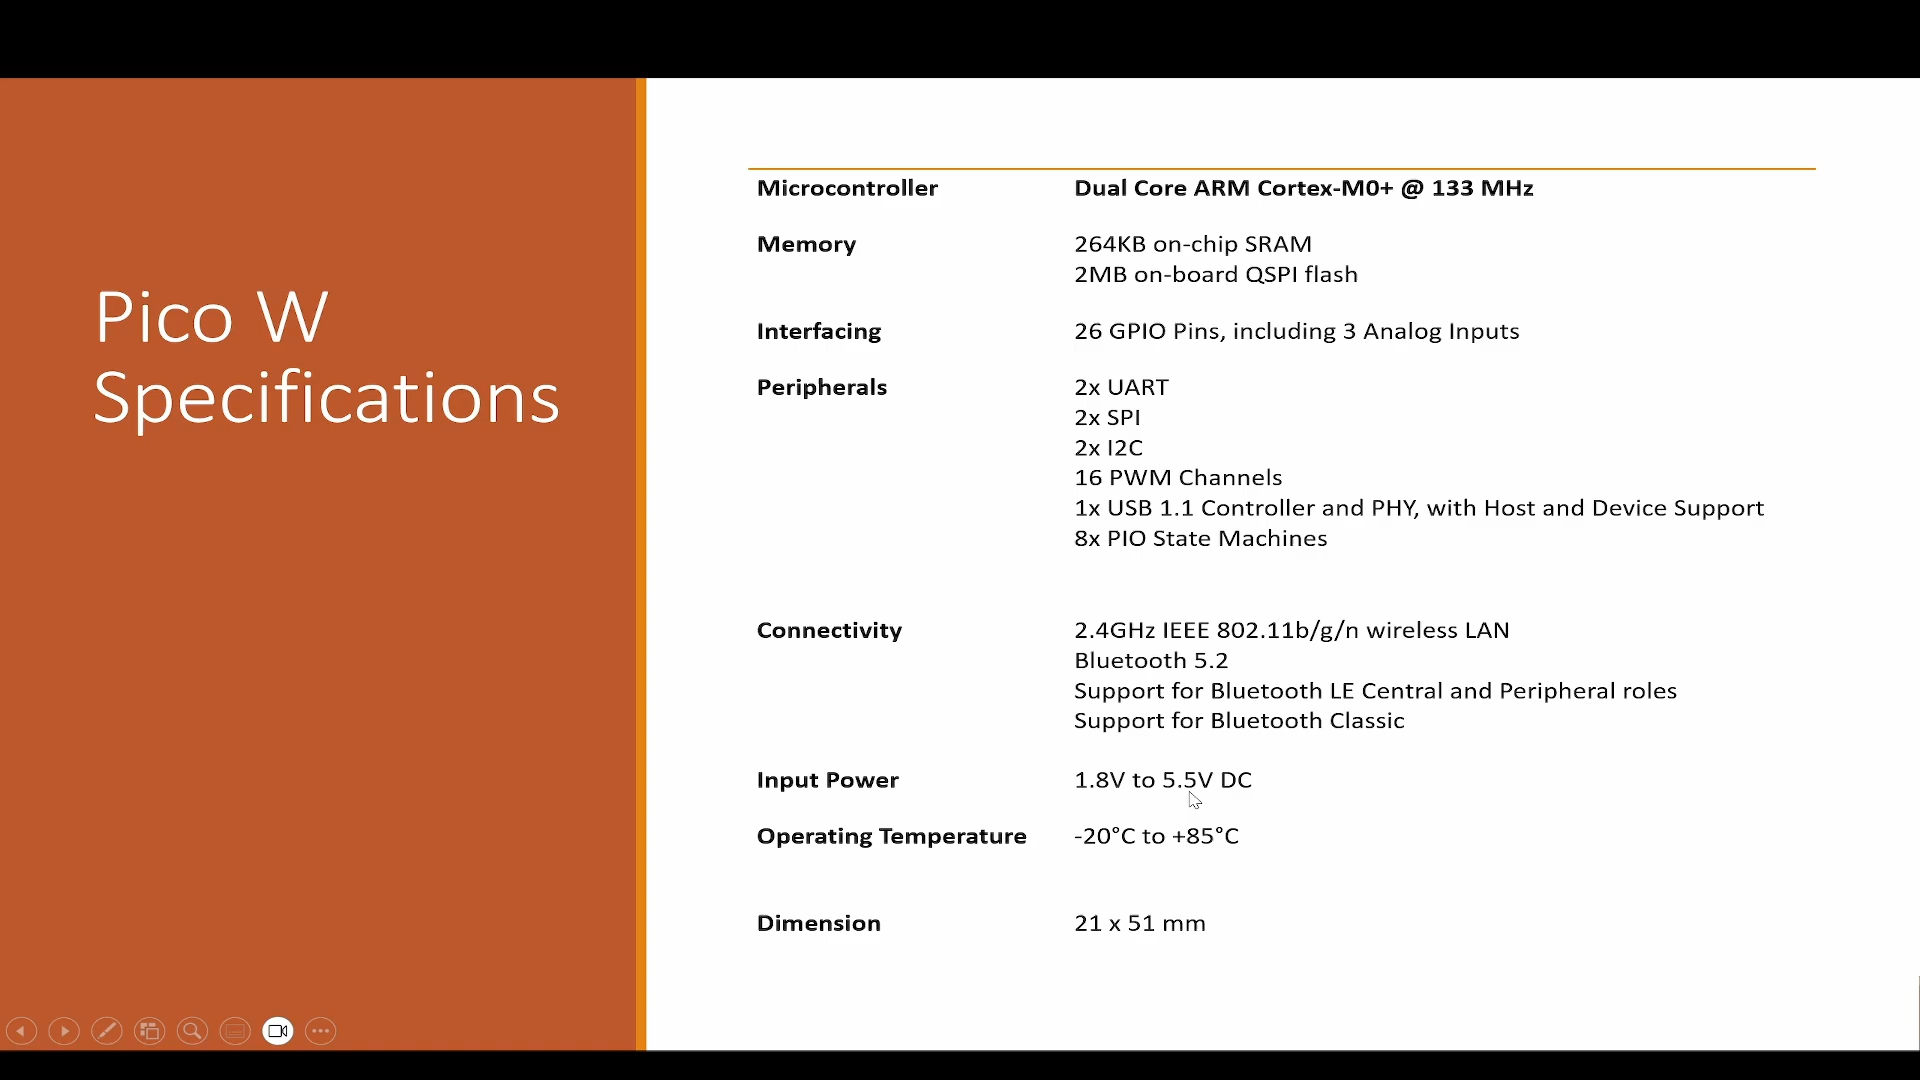 Pico W
Specifications
Microcontroller Dual Core ARM Cortex-M0+ @ 133 MHz
Memory 264KB on-chip SRAM
2MB on-board QSPI flash
Interfacing 26 GPIO Pins, including 3 Analog Inputs
Peripherals 2x UART
2x SPI
2x I2C
16 PWM Channels
1x USB 1.1 Controller and PHY, with Host and Device Support
8x PIO State Machines
Connectivity 2.4GHz IEEE 802.11b/g/n wireless LAN
Bluetooth 5.2
Support for Bluetooth LE Central and Peripheral roles
Support for Bluetooth Classic
Input Power 1.8V to 5.5V DC
Operating Temperature -20°C to +85°C
Dimension 21 x 51 mm